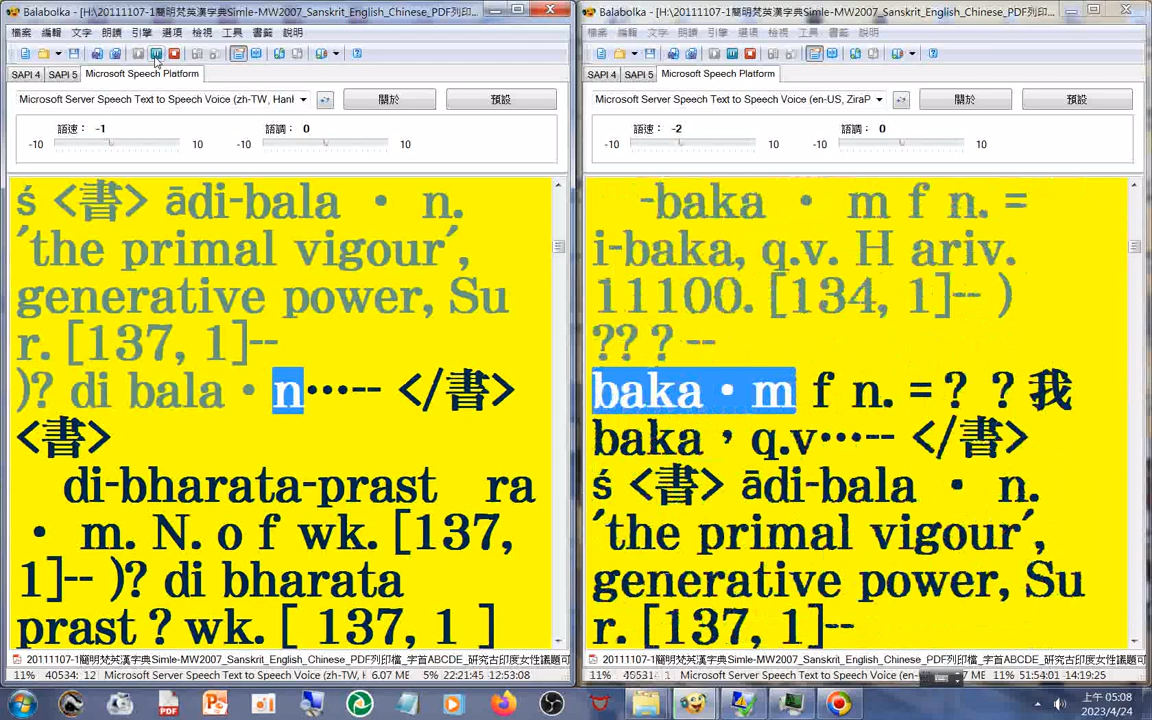 Balabolka - [H:\20111107-1簡明梵英漢字典Simle-MW2007_Sanskrit_English_Chinese_PDF列印...
檔案 編輯 文字 朗讀 引擎 選項 檢視 工具 書籤 說明
SAPI 4 SAPI 5 Microsoft Speech Platform
Microsoft Server Speech Text to Speech Voice (zh-TW, Hanl 關於 預設
語速： -1 語調： 0
-10 10 -10 10
ś <書> ādi-bala • n.
'the primal vigour',
generative power, Su
r. [137, 1]--
)? di bala • n…-- </書>
<書>
di-bharata-prast ra
• m. N. o f wk. [137,
1]-- )? di bharata
prast ? wk. [ 137, 1 ]
20111107-1簡明梵英漢字典Simle-MW2007_Sanskrit_English_Chinese_PDF列印檔_字首ABCDE_研究古印度女性議題可
11% 40534: 12 Microsoft Server Speech Text to Speech Voice (zh-TW, H 6.07 MB 5% 22:21:45 12:53:08
Balabolka - [H:\20111107-1簡明梵英漢字典Simle-MW2007_Sanskrit_English_Chinese_PDF列印...
檔案 編輯 文字 朗讀 引擎 選項 檢視 工具 書籤 說明
SAPI 4 SAPI 5 Microsoft Speech Platform
Microsoft Server Speech Text to Speech Voice (en-US, ZiraP 關於 預設
語速： -2 語調： 0
-10 10 -10 10
-baka • m f n. =
i-baka, q.v. H ariv.
11100. [134, 1]-- )
?? ? --
baka • m f n. = ? ? 我
baka，q.v…-- </書>
ś <書> ādi-bala • n.
'the primal vigour',
generative power, Su
r. [137, 1]--
20111107-1簡明梵英漢字典Simle-MW2007_Sanskrit_English_Chinese_PDF列印檔_字首ABCDE_研究古印度女性議題可
11% Microsoft Server Speech Text to Speech Voice (en-US 11% 51:54:01 14:19:25
上午 05:08
2023/4/24